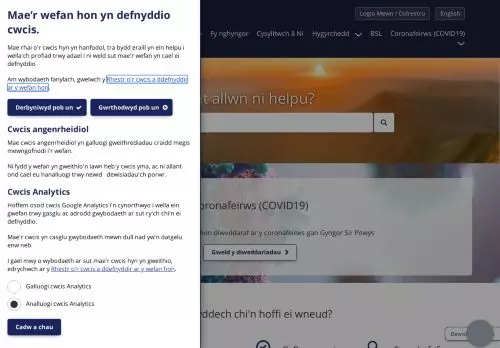 Mae'r wefan hon yn defnyddio
cwcis.
Mae rhai o'r cwcis hyn yn hanfodol, tra bydd eraill yn ein helpu i
wella'ch profiad trwy adael i ni weld sut mae'r wefan yn cael ei
defnyddio
Am wybodaeth fanylach, gwelwch y Rhestr o'r cwcis a ddefnyddir
ar y wefan hon.
Derbyniwyd pob un
Gwrthodwyd pob un
Cwcis angenrheidiol
Mae cwcis angenrheidiol yn galluogi gweithrediadau craidd megis
mewngofnodi i'r wefan.
Ni fydd y wefan yn gweithio'n iawn heb y cwcis yma, ac ni allant
ond cael eu hanalluogi trwy newid dewisiadau'ch porwr.
Cwcis Analytics
Hoffem osod cwcis Google Analytics i'n cynorthwyo i wella ein
gwefan trwy gasglu ac adrodd gwybodaeth ar sut ry'ch chi'n ei
defnyddio.
Mae'r cwcis yn casglu gwybodaeth mewn dull nad yw'n datgelu
enw neb.
I gael mwy o wybodaeth ar sut mae'r cwcis hyn yn gweithio,
edrychwch ar y Rhestr o'r cwcis a ddefnyddir ar y wefan hon.
Galluogi cwcis Analytics
Analluogi cwcis Analytics
Cadw a chau
Logio Mewn / Cofrestru
English
Fy nghyngor
Cysylltwch â Ni
Hygyrchedd
BSL
Coronafeirws (COVID19)
t allwn ni helpu?
oronafeirws (COVID19)
len diweddaraf ar y coronafeirws gan Gyngor Sir Powys
Gweld y diweddariadau
yddech chi'n hoffi ei wneud?